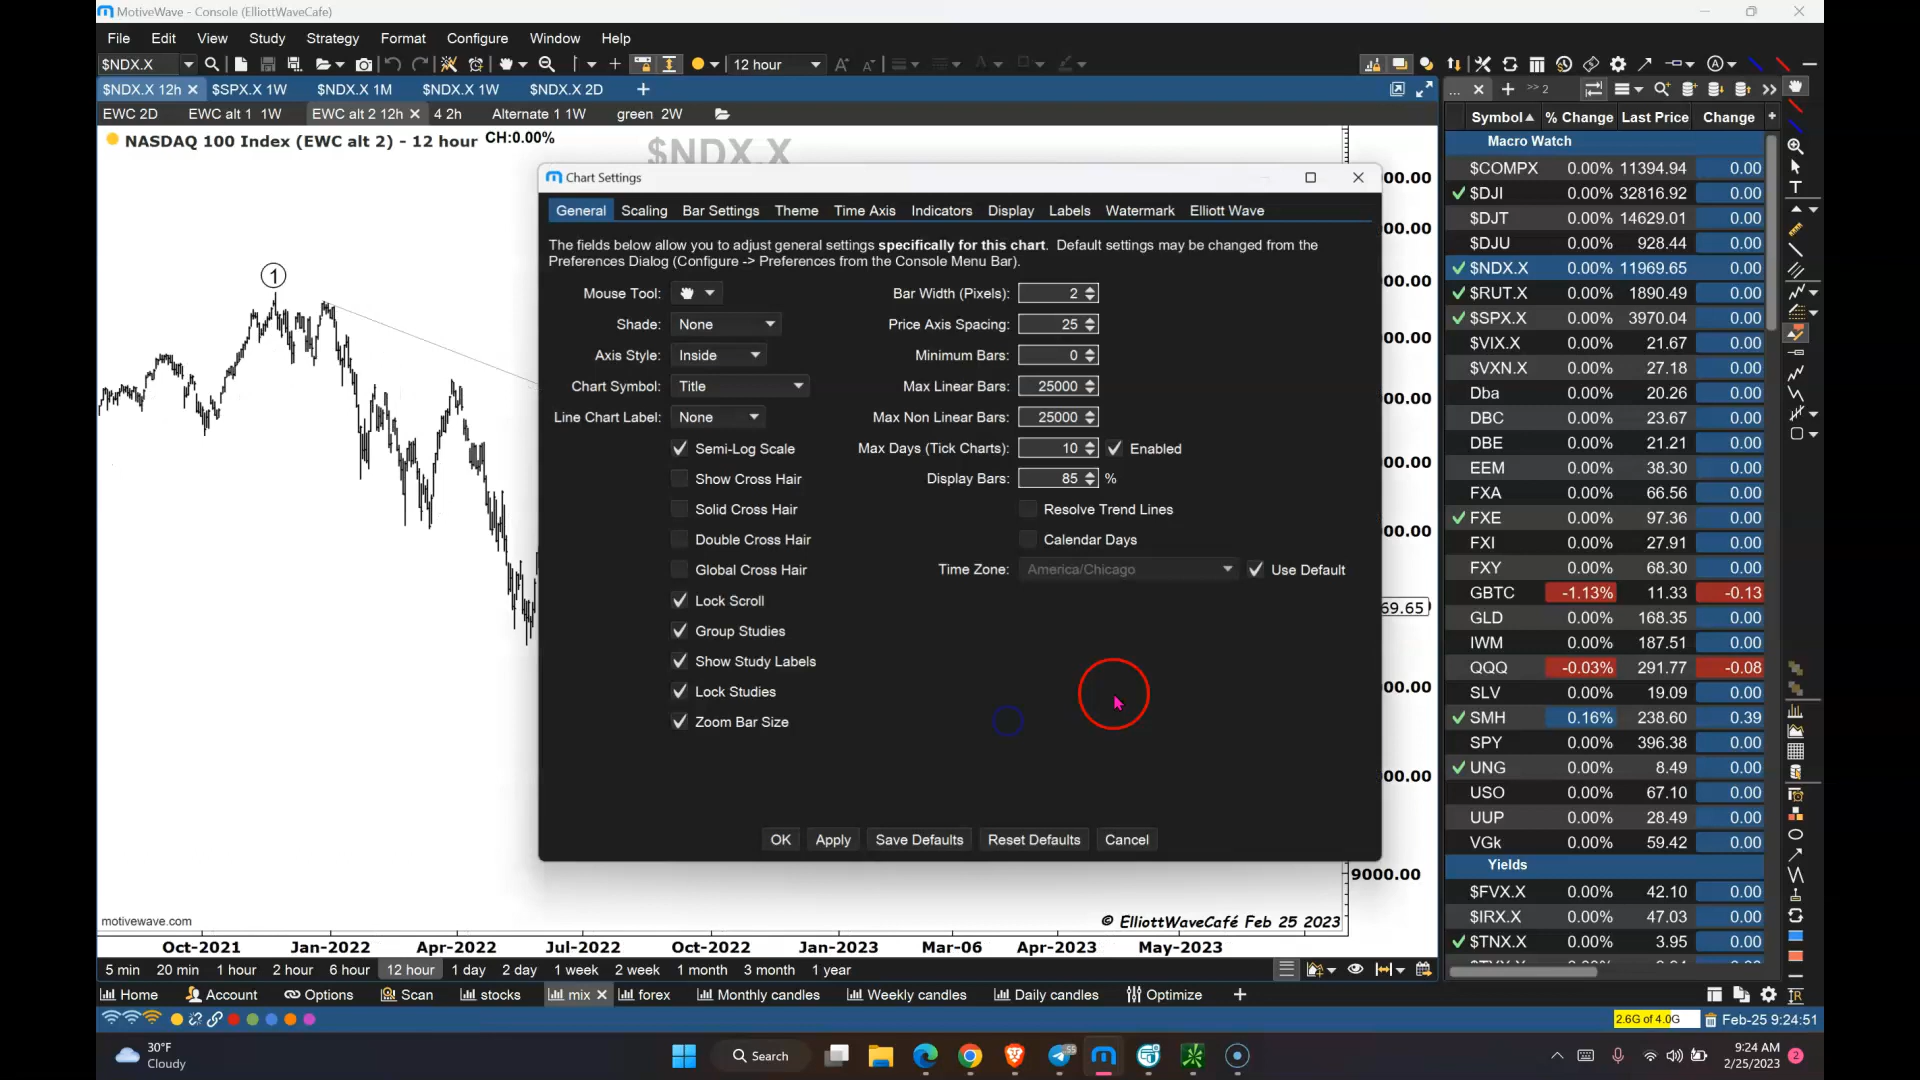 MotiveWave - Console (ElliottWaveCafe)
File Edit View Study Strategy Format Configure Window Help
$NDX.X 12 hour
$NDX.X 12h $SPX.X 1W $NDX.X 1M $NDX.X 1W $NDX.X 2D
EWC 2D EWC alt 1 1W EWC alt 2 12h 4 2h Alternate 1 1W green 2W
NASDAQ 100 Index (EWC alt 2) - 12 hour CH:0.00%
$NDX.X
1
Chart Settings
General Scaling Bar Settings Theme Time Axis Indicators Display Labels Watermark Elliott Wave
The fields below allow you to adjust general settings specifically for this chart. Default settings may be changed from the
Preferences Dialog (Configure -> Preferences from the Console Menu Bar).
Mouse Tool: Bar Width (Pixels): 2
Shade: None Price Axis Spacing: 25
Axis Style: Inside Minimum Bars: 0
Chart Symbol: Title Max Linear Bars: 25000
Line Chart Label: None Max Non Linear Bars: 25000
Semi-Log Scale Max Days (Tick Charts): 10 Enabled
Show Cross Hair Display Bars: 85 %
Solid Cross Hair Resolve Trend Lines
Double Cross Hair Calendar Days
Global Cross Hair Time Zone: America/Chicago Use Default
Lock Scroll
Group Studies
Show Study Labels
Lock Studies
Zoom Bar Size
OK Apply Save Defaults Reset Defaults Cancel
00.00
00.00
00.00
00.00
00.00
00.00
00.00
69.65
00.00
00.00
9000.00
motivewave.com
© ElliottWaveCafé Feb 25 2023
Oct-2021 Jan-2022 Apr-2022 Jul-2022 Oct-2022 Jan-2023 Mar-06 Apr-2023 May-2023
5 min 20 min 1 hour 2 hour 6 hour 12 hour 1 day 2 day 1 week 2 week 1 month 3 month 1 year
Home Account Options Scan stocks mix forex Monthly candles Weekly candles Daily candles Optimize
... >> 2
Symbol % Change Last Price Change
Macro Watch
$COMPX 0.00% 11394.94 0.00
$DJI 0.00% 32816.92 0.00
$DJT 0.00% 14629.01 0.00
$DJU 0.00% 928.44 0.00
$NDX.X 0.00% 11969.65 0.00
$RUT.X 0.00% 1890.49 0.00
$SPX.X 0.00% 3970.04 0.00
$VIX.X 0.00% 21.67 0.00
$VXN.X 0.00% 27.18 0.00
Dba 0.00% 20.26 0.00
DBC 0.00% 23.67 0.00
DBE 0.00% 21.21 0.00
EEM 0.00% 38.30 0.00
FXA 0.00% 66.56 0.00
FXE 0.00% 97.36 0.00
FXI 0.00% 27.91 0.00
FXY 0.00% 68.30 0.00
GBTC -1.13% 11.33 -0.13
GLD 0.00% 168.35 0.00
IWM 0.00% 187.51 0.00
QQQ -0.03% 291.77 -0.08
SLV 0.00% 19.09 0.00
SMH 0.16% 238.60 0.39
SPY 0.00% 396.38 0.00
UNG 0.00% 8.49 0.00
USO 0.00% 67.10 0.00
UUP 0.00% 28.49 0.00
VGk 0.00% 59.42 0.00
Yields
$FVX.X 0.00% 42.10 0.00
$IRX.X 0.00% 47.03 0.00
$TNX.X 0.00% 3.95 0.00
2.6G of 4.0G Feb-25 9:24:51
30°F
Cloudy
Search
55
9:24 AM
2/25/2023
2